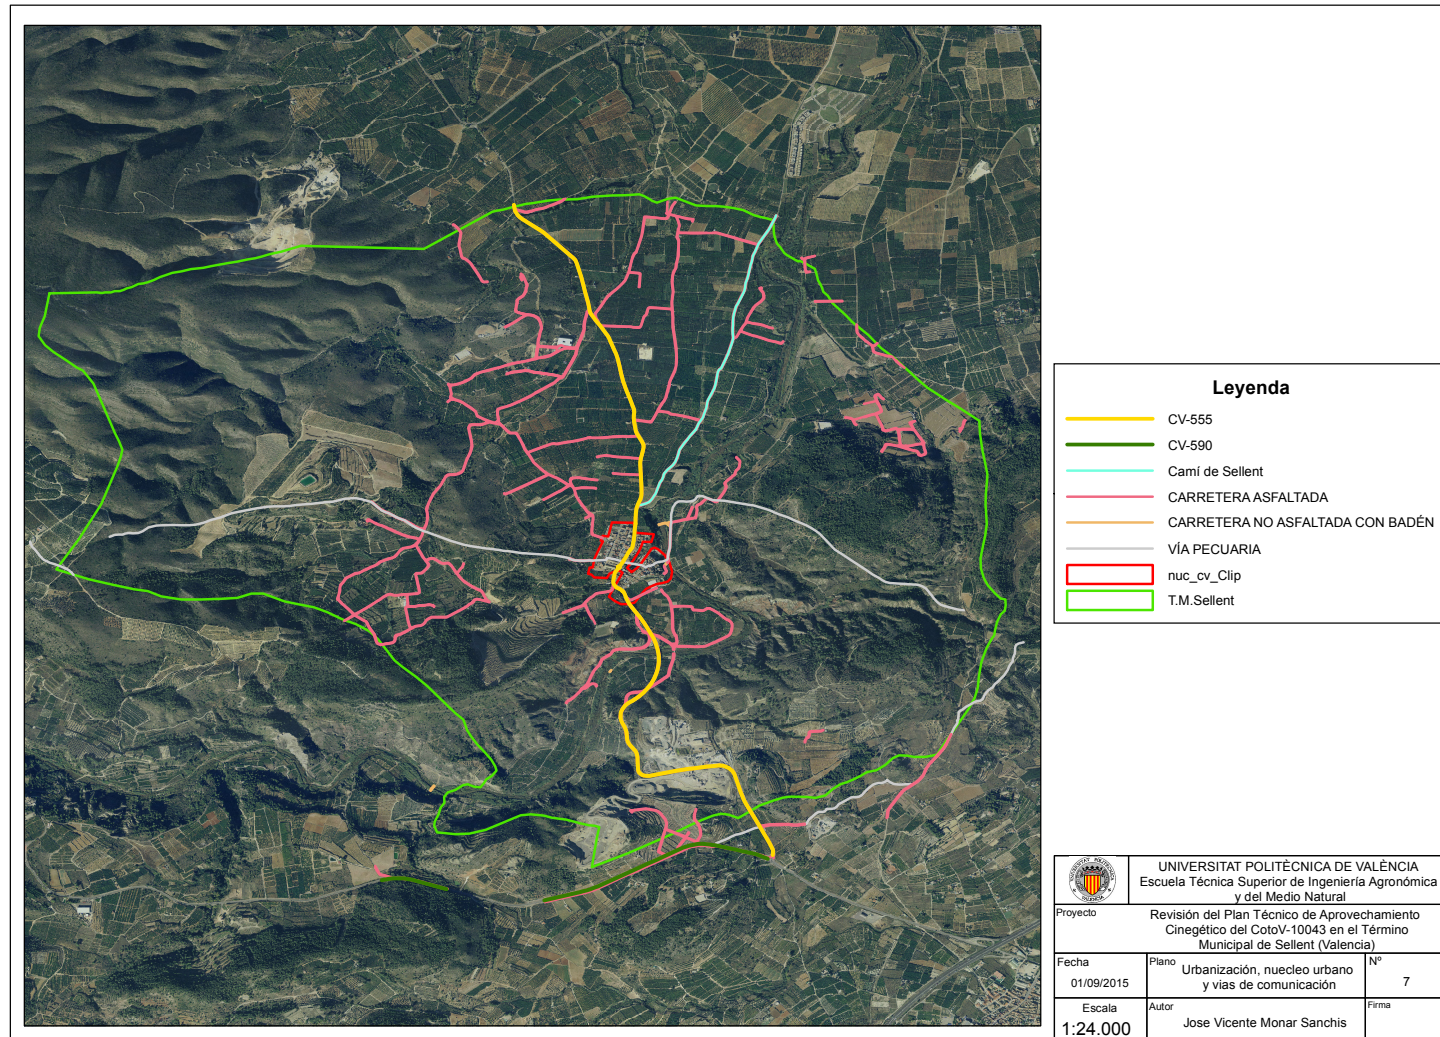 Leyenda
CV-555
CV-590
Camí de Sellent
CARRETERA ASFALTADA
CARRETERA NO ASFALTADA CON BADÉN
VÍA PECUARIA
nuc_cv_Clip
T.M.Sellent
UNIVERSITAT POLITÈCNICA DE VALÈNCIA
Escuela Técnica Superior de Ingeniería Agronómica
y del Medio Natural
Proyecto
Revisión del Plan Técnico de Aprovechamiento
Cinegético del CotoV-10043 en el Término
Municipal de Sellent (Valencia)
Fecha
01/09/2015
Plano
Urbanización, nuecleo urbano
y vias de comunicación
Nº
7
Escala
1:24.000
Autor
Jose Vicente Monar Sanchis
Firma